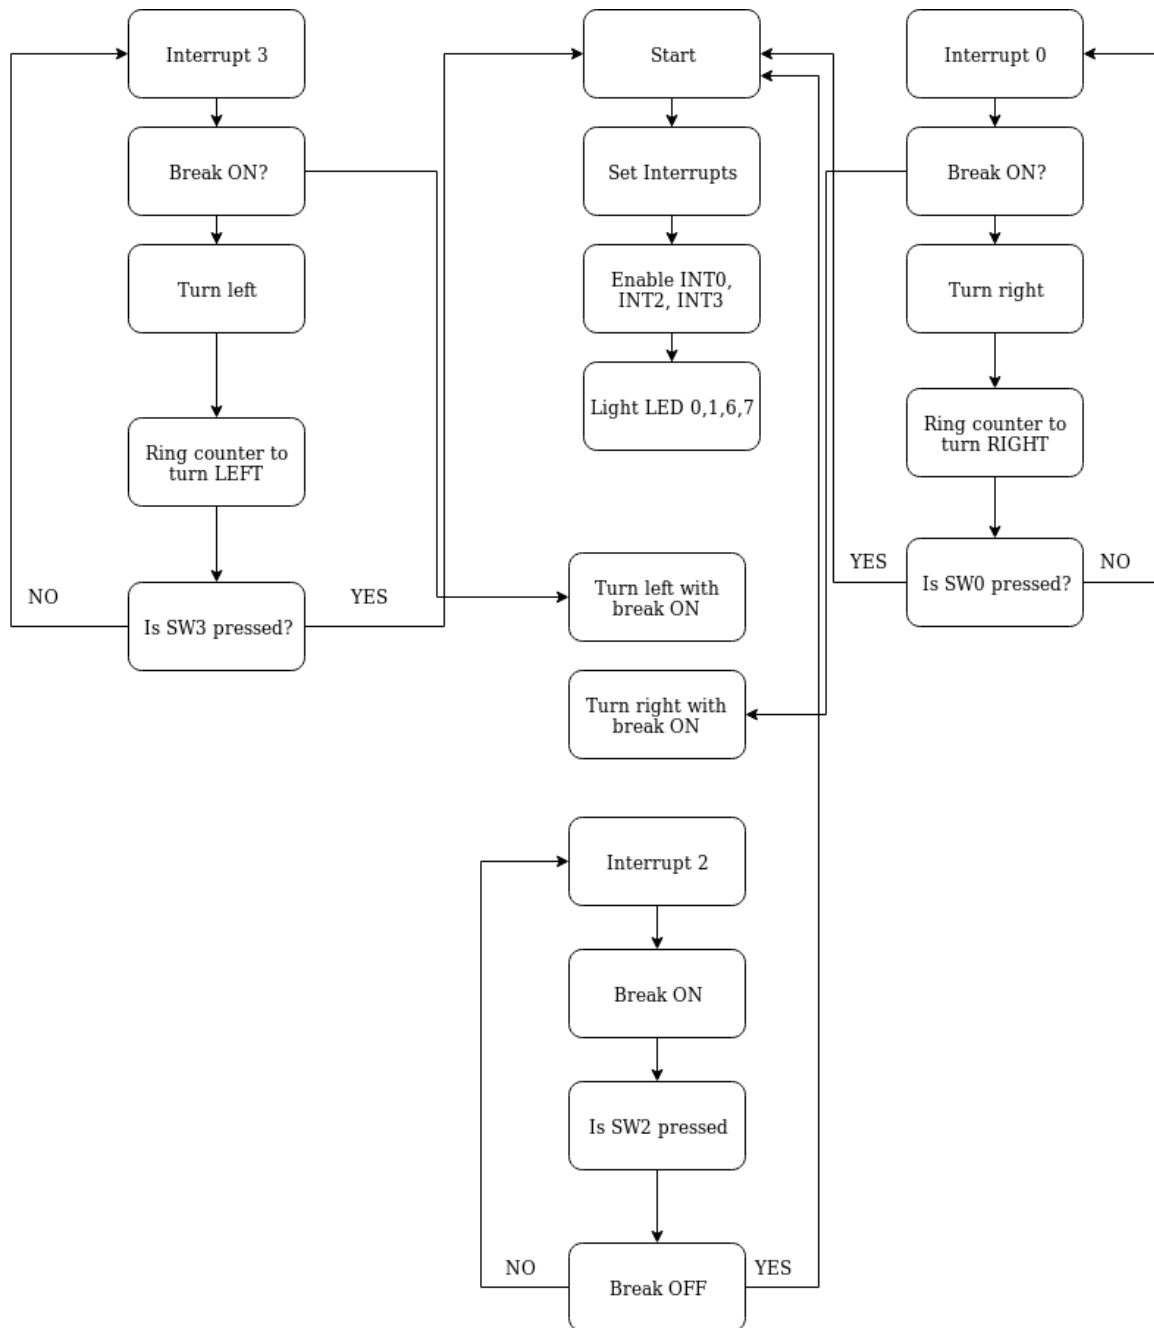 Interrupt 3
Start
Interrupt 0
Break ON?
Set Interrupts
Break ON?
Turn left
Enable INT0,
INT2, INT3
Turn right
Light LED 0,1,6,7
Ring counter to
turn LEFT
Ring counter to
turn RIGHT
NO
YES
YES
NO
Is SW3 pressed?
Turn left with
break ON
Is SW0 pressed?
Turn right with
break ON
Interrupt 2
Break ON
Is SW2 pressed
NO
YES
Break OFF